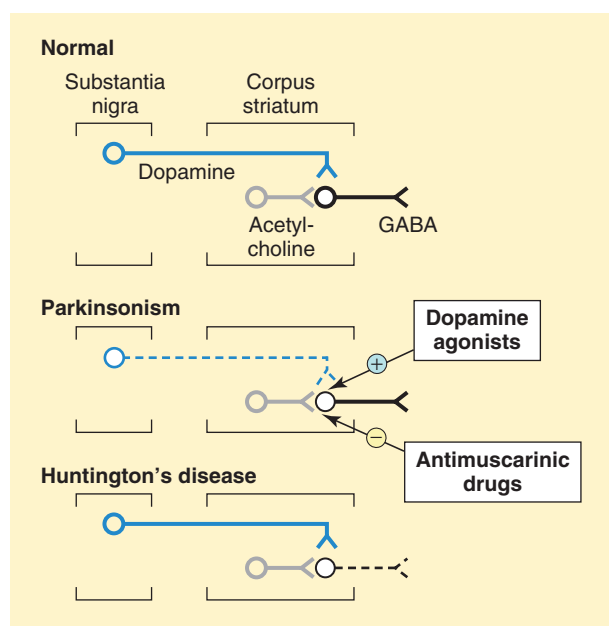 Normal
Substantia
nigra
Corpus
striatum
Dopamine
Acetyl-
choline
GABA
Parkinsonism
Dopamine
agonists
+
−
Antimuscarinic
drugs
Huntington's disease